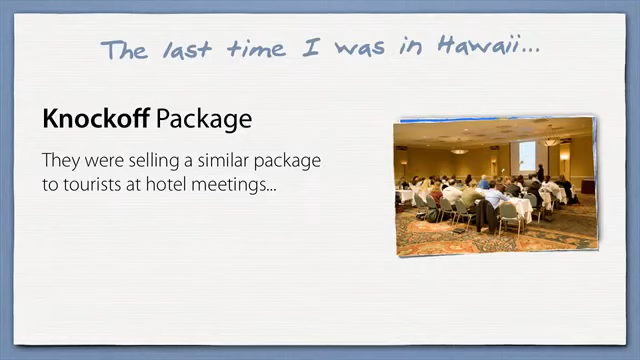 The last time I was in Hawaii...
Knockoff Package
They were selling a similar package
to tourists at hotel meetings...